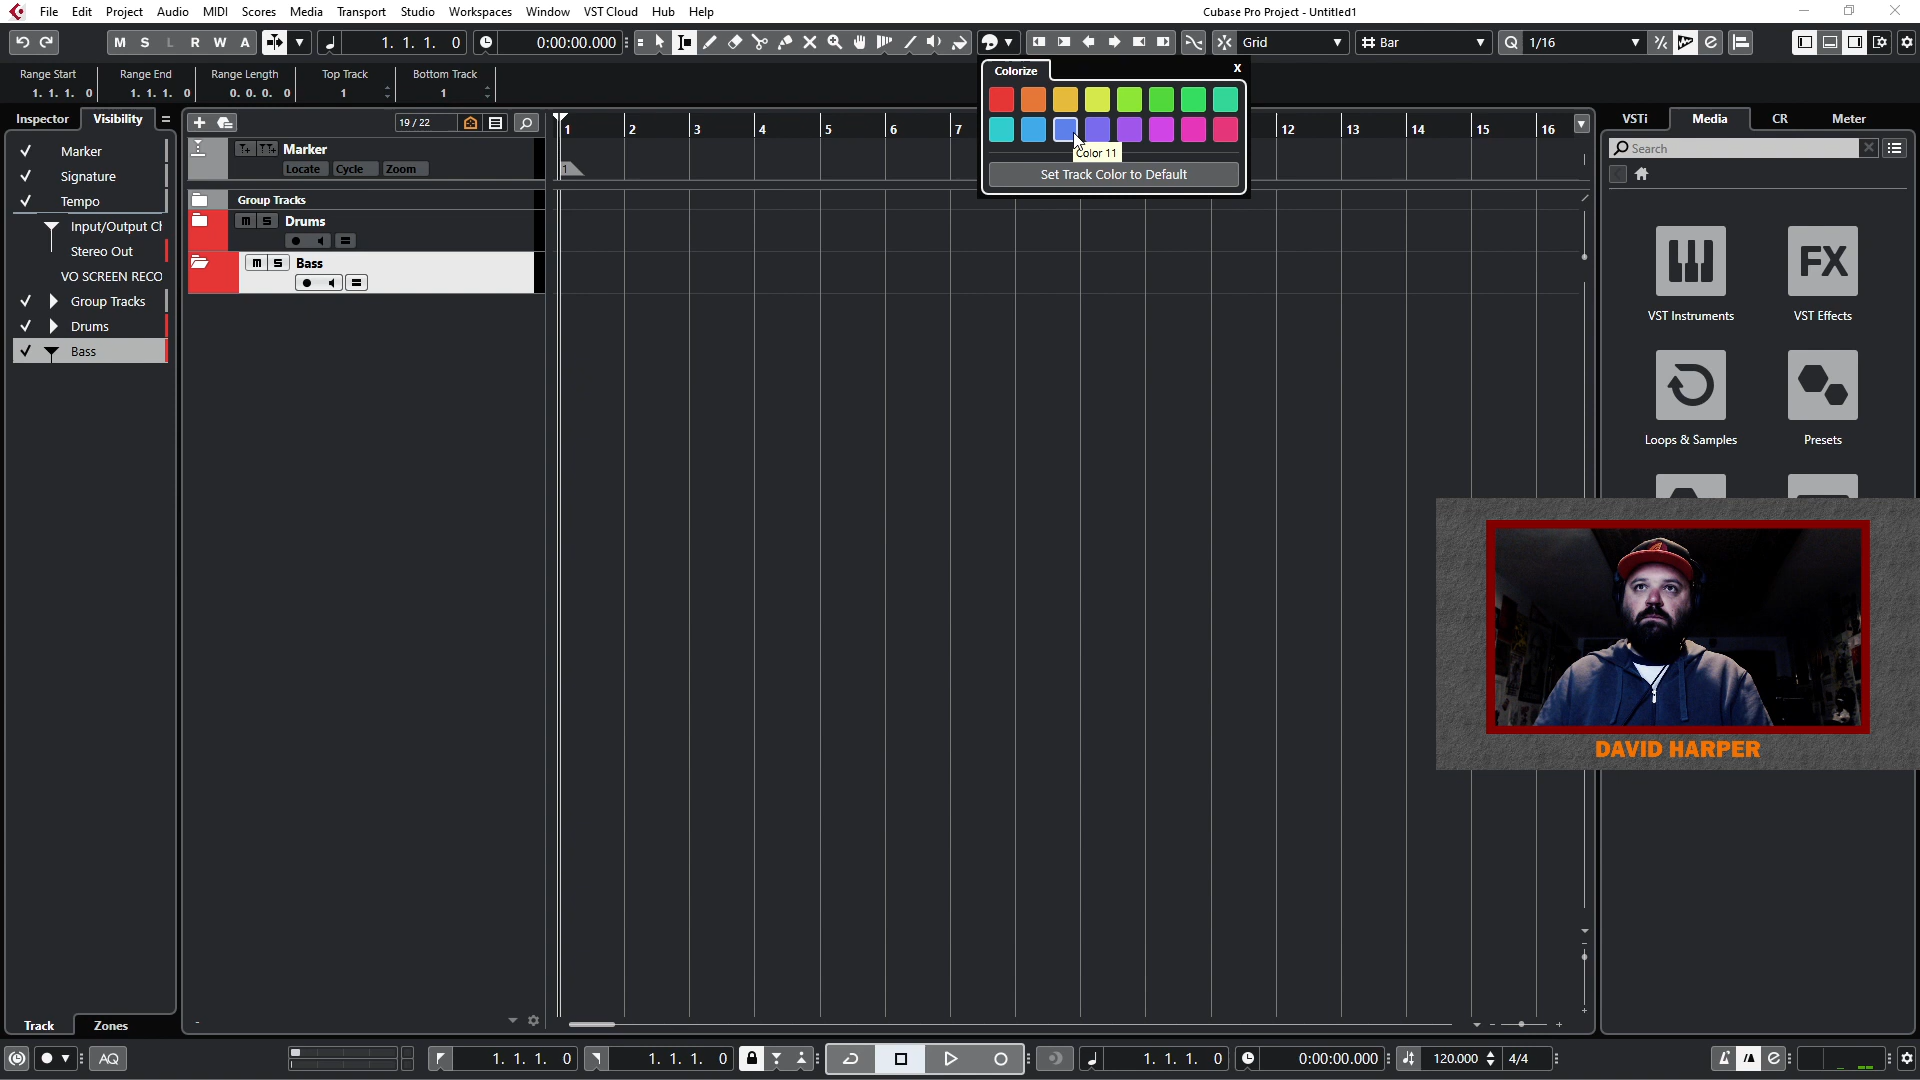 File Edit Project Audio MIDI Scores Media Transport Studio Workspaces Window VST Cloud Hub Help
Cubase Pro Project - Untitled1
M S L R W A
1. 1. 1. 0
0:00:00.000
Grid
Bar
Q
1/16
Range Start
1. 1. 1. 0
Range End
1. 1. 1. 0
Range Length
0. 0. 0. 0
Top Track
1
Bottom Track
1
Colorize
x
Color 11
Set Track Color to Default
Inspector
Visibility
Marker
Signature
Tempo
Input/Output Ch
Stereo Out
VO SCREEN RECO
Group Tracks
Drums
Bass
Track
Zones
19 / 22
Marker
Locate Cycle Zoom
Group Tracks
m s Drums
m s Bass
1 2 3 4 5 6 7 12 13 14 15 16
1
VSTi
Media
CR
Meter
Search
VST Instruments
VST Effects
FX
Loops & Samples
Presets
DAVID HARPER
AQ
1. 1. 1. 0
1. 1. 1. 0
1. 1. 1. 0
0:00:00.000
120.000
4/4